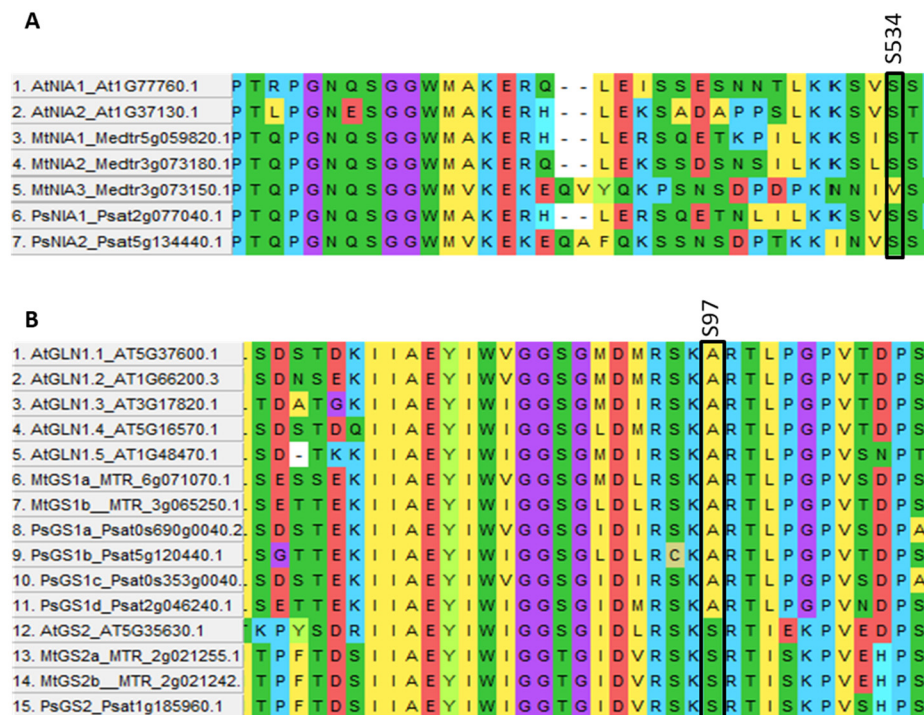 A
S534
1. AtNIA1_At1G77760.1 P T R P G N Q S G G W M A K E R Q - - L E I S S E S N N T L K K S V S S
2. AtNIA2_At1G37130.1 P T L P G N E S G G W M A K E R H - - L E K S A D A P P S L K K S V S S
3. MtNIA1_Medtr5g059820.1 P T Q P G N Q S G G W M A K E R H - - L E R S Q E T K P I L K K S I S S
4. MtNIA2_Medtr3g073180.1 P T Q P G N Q S G G W M A K E R Q - - L E K S S D S N S I L K K S L S S
5. MtNIA3_Medtr3g073150.1 P T Q P G N Q S G G W M V K E K E Q V Y Q K P S N S D P D P K N N I V S
6. PsNIA1_Psat2g077040.1 P T Q P G N Q S G G W M A K E R H - - L E R S Q E T N L I L K K S V S S
7. PsNIA2_Psat5g134440.1 P T Q P G N Q S G G W M V K E K E Q A F Q K S S N S D P T K K I N V S S
B
S97
1. AtGLN1.1_AT5G37600.1 S D S T D K I I A E Y I W V G G S G M D M R S K A R T L P G P V T D P S
2. AtGLN1.2_AT1G66200.3 S D N S E K I I A E Y I W V G G S G M D M R S K A R T L P G P V T D P S
3. AtGLN1.3_AT3G17820.1 T D A T G K I I A E Y I W I G G S G M D I R S K A R T L P G P V T D P S
4. AtGLN1.4_AT5G16570.1 S D S T D Q I I A E Y I W I G G S G L D M R S K A R T L P G P V T D P S
5. AtGLN1.5_AT1G48470.1 S D - T K K I I A E Y I W I G G S G M D I R S K A R T L P G P V S N P T
6. MtGS1a_MTR_6g071070.1 S E S S E K I I A E Y I W V G G S G M D L R S K A R T L P G P V S D P S
7. MtGS1b__MTR_3g065250.1 S E T T E K I I A E Y I W I G G S G L D L R S K A R T L P G P V S D P S
8. PsGS1a_Psat0s690g0040.2 S D S T E K I I A E Y I W V G G S G I D L R S K A R T L P G P V S D P A
9. PsGS1b_Psat5g120440.1 S G T T E K I I A E Y I W I G G S G L D L R C K A R T L P G P V T D P S
10. PsGS1c_Psat0s353g0040. S D S T E K I I A E Y I W V G G S G I D I R S K A R T L P G P V S D P A
11. PsGS1d_Psat2g046240.1 S E T T E K I I A E Y I W I G G S G I D M R S K A R T L P G P V N D P S
12. AtGS2_AT5G35630.1 K P Y S D R I I A E Y I W I G G S G I D L R S K S R T I E K P V E D P S
13. MtGS2a_MTR_2g021255.1 T P F T D S I I A E Y I W I G G T G I D V R S K S R T I S K P V E H P S
14. MtGS2b__MTR_2g021242. T P F T D S I I A E Y I W I G G T G I D V R S K S R T I S K P V E H P S
15. PsGS2_Psat1g185960.1 T P F T D S I I A E Y I W I G G T G I D V R S K S R T I S K P V S H P S